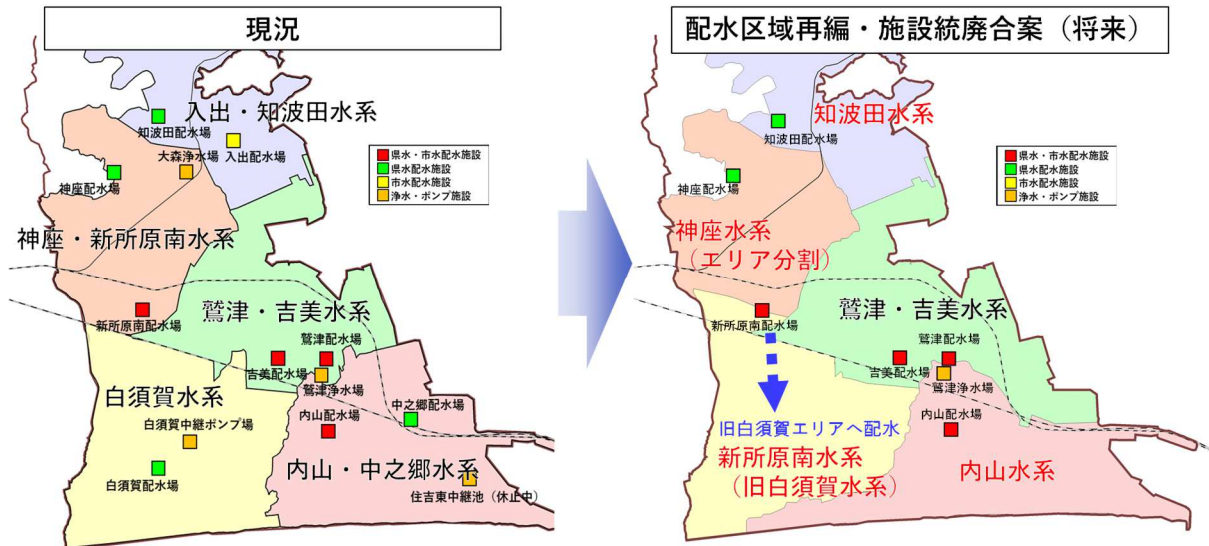 現況
入出・知波田水系
知波田配水場
入出配水場
大森浄水場
神座配水場
県水・市水配水施設
県水配水施設
市水配水施設
浄水・ポンプ施設
神座・新所原南水系
新所原南配水場
鷲津・吉美水系
鷲津配水場
吉美配水場
鷲津浄水場
白須賀水系
白須賀中継ポンプ場
白須賀配水場
内山配水場
中之郷配水場
内山・中之郷水系
住吉東中継池（休止中）
配水区域再編・施設統廃合案（将来）
知波田水系
知波田配水場
神座配水場
県水・市水配水施設
県水配水施設
市水配水施設
浄水・ポンプ施設
神座水系
（エリア分割）
新所原南配水場
鷲津・吉美水系
鷲津配水場
吉美配水場
鷲津浄水場
内山配水場
旧白須賀エリアへ配水
新所原南水系
（旧白須賀水系）
内山水系